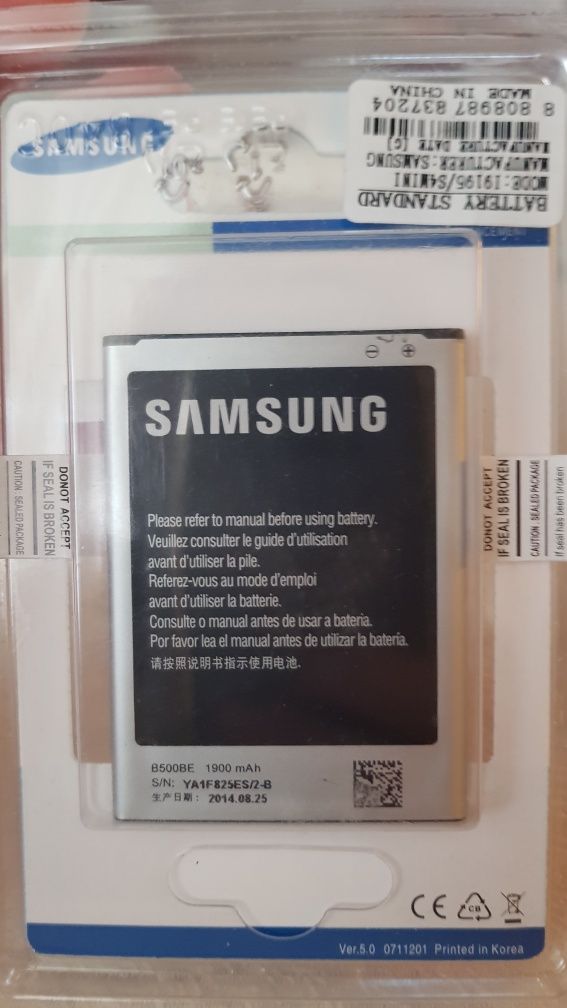 SAMSUNG
BATTERY STANDARD
MODE:I9195/S4MINI
MANUFACTURER:SAMSUNG
MANUFACTURE DATE [G]
8 808987 837204
MADE IN CHINA
SAMSUNG
Please refer to manual before using battery.
Veuillez consulter le guide d'utilisation
avant d'utiliser la pile.
Referez-vous au mode d'emploi
avant d'utiliser la batterie.
Consulte o manual antes de usar a bateria.
Por favor lea el manual antes de utilizar la batería.
请按照说明书指示使用电池.
B500BE 1900 mAh
S/N: YA1F825ES/2-B
生产日期: 2014.08.25
DONOT ACCEPT
IF SEAL IS BROKEN
CAUTION : SEALED PACKAGE
DONOT ACCEPT
IF SEAL IS BROKEN
CAUTION : SEALED PACKAGE
If seal has been broken
CE
CB
Ver.5.0 0711201 Printed in Korea